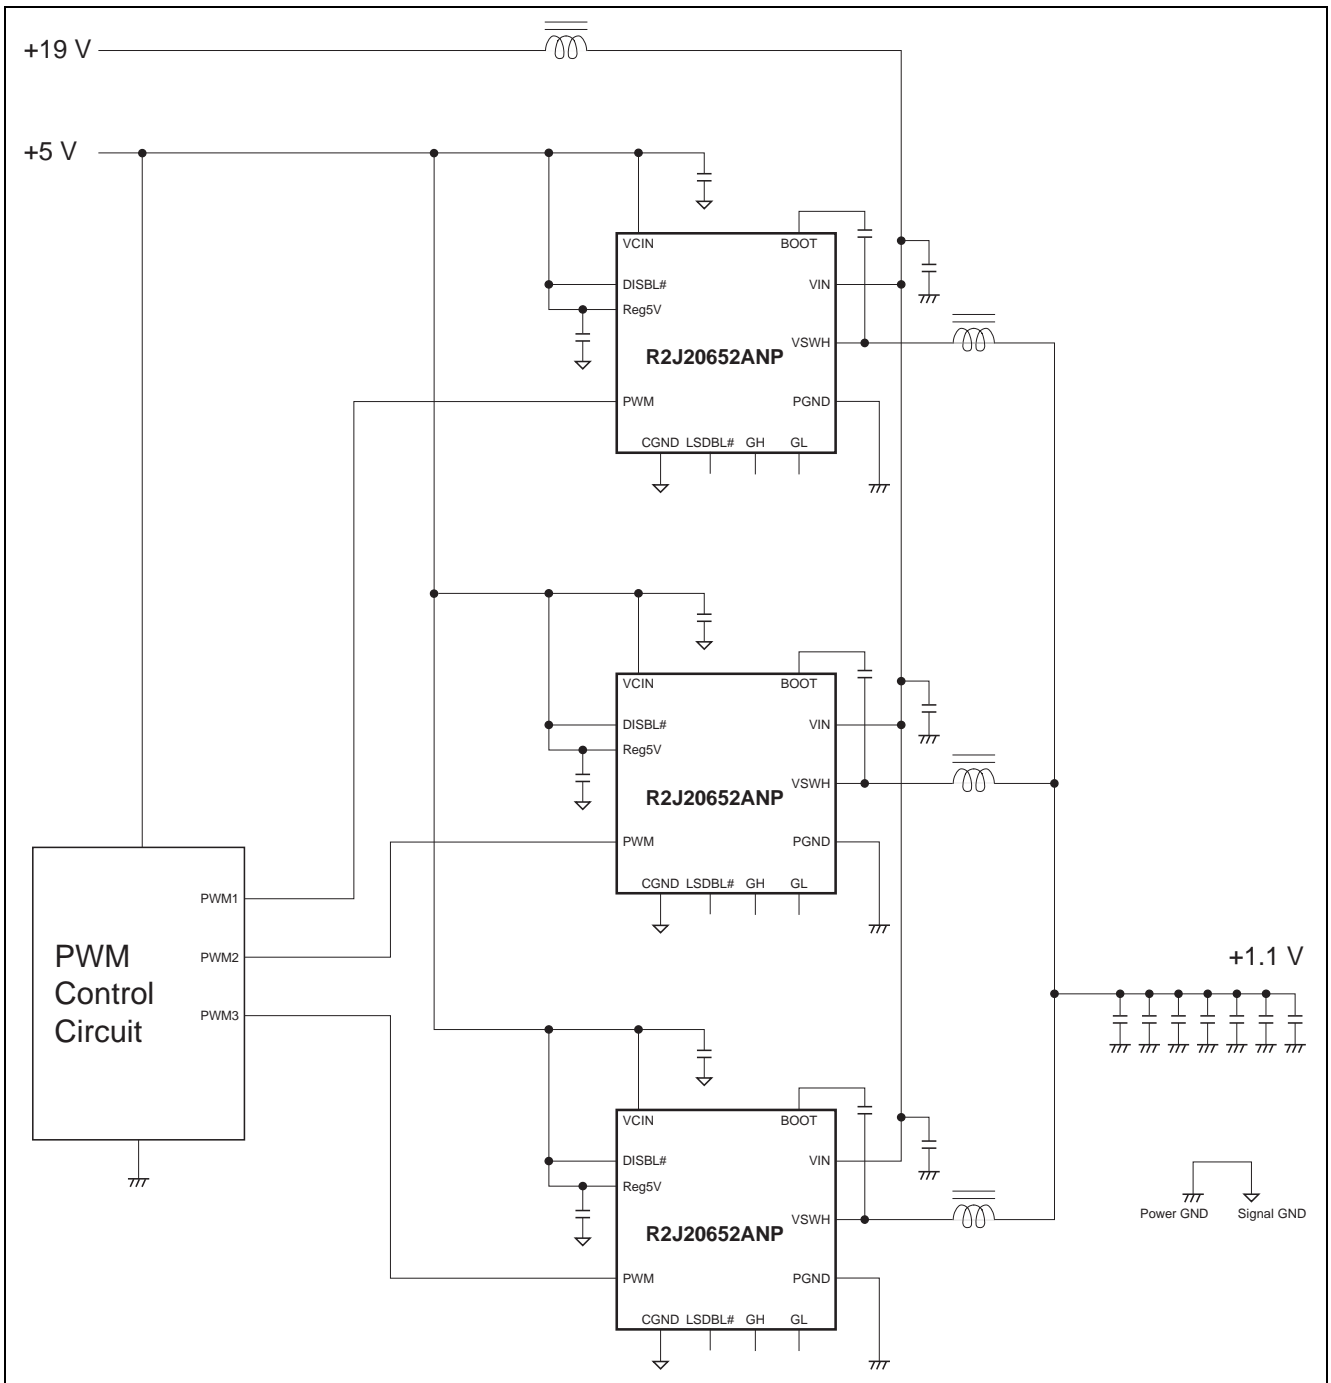 +19 V
+5 V
VCIN
BOOT
DISBL#
VIN
Reg5V
R2J20652ANP
VSWH
PWM
PGND
CGND LSDBL# GH GL
VCIN
BOOT
DISBL#
VIN
Reg5V
R2J20652ANP
VSWH
PWM
PGND
CGND LSDBL# GH GL
PWM1
PWM2
PWM3
PWM
Control
Circuit
+1.1 V
VCIN
BOOT
DISBL#
VIN
Reg5V
R2J20652ANP
VSWH
PWM
PGND
CGND LSDBL# GH GL
Power GND
Signal GND